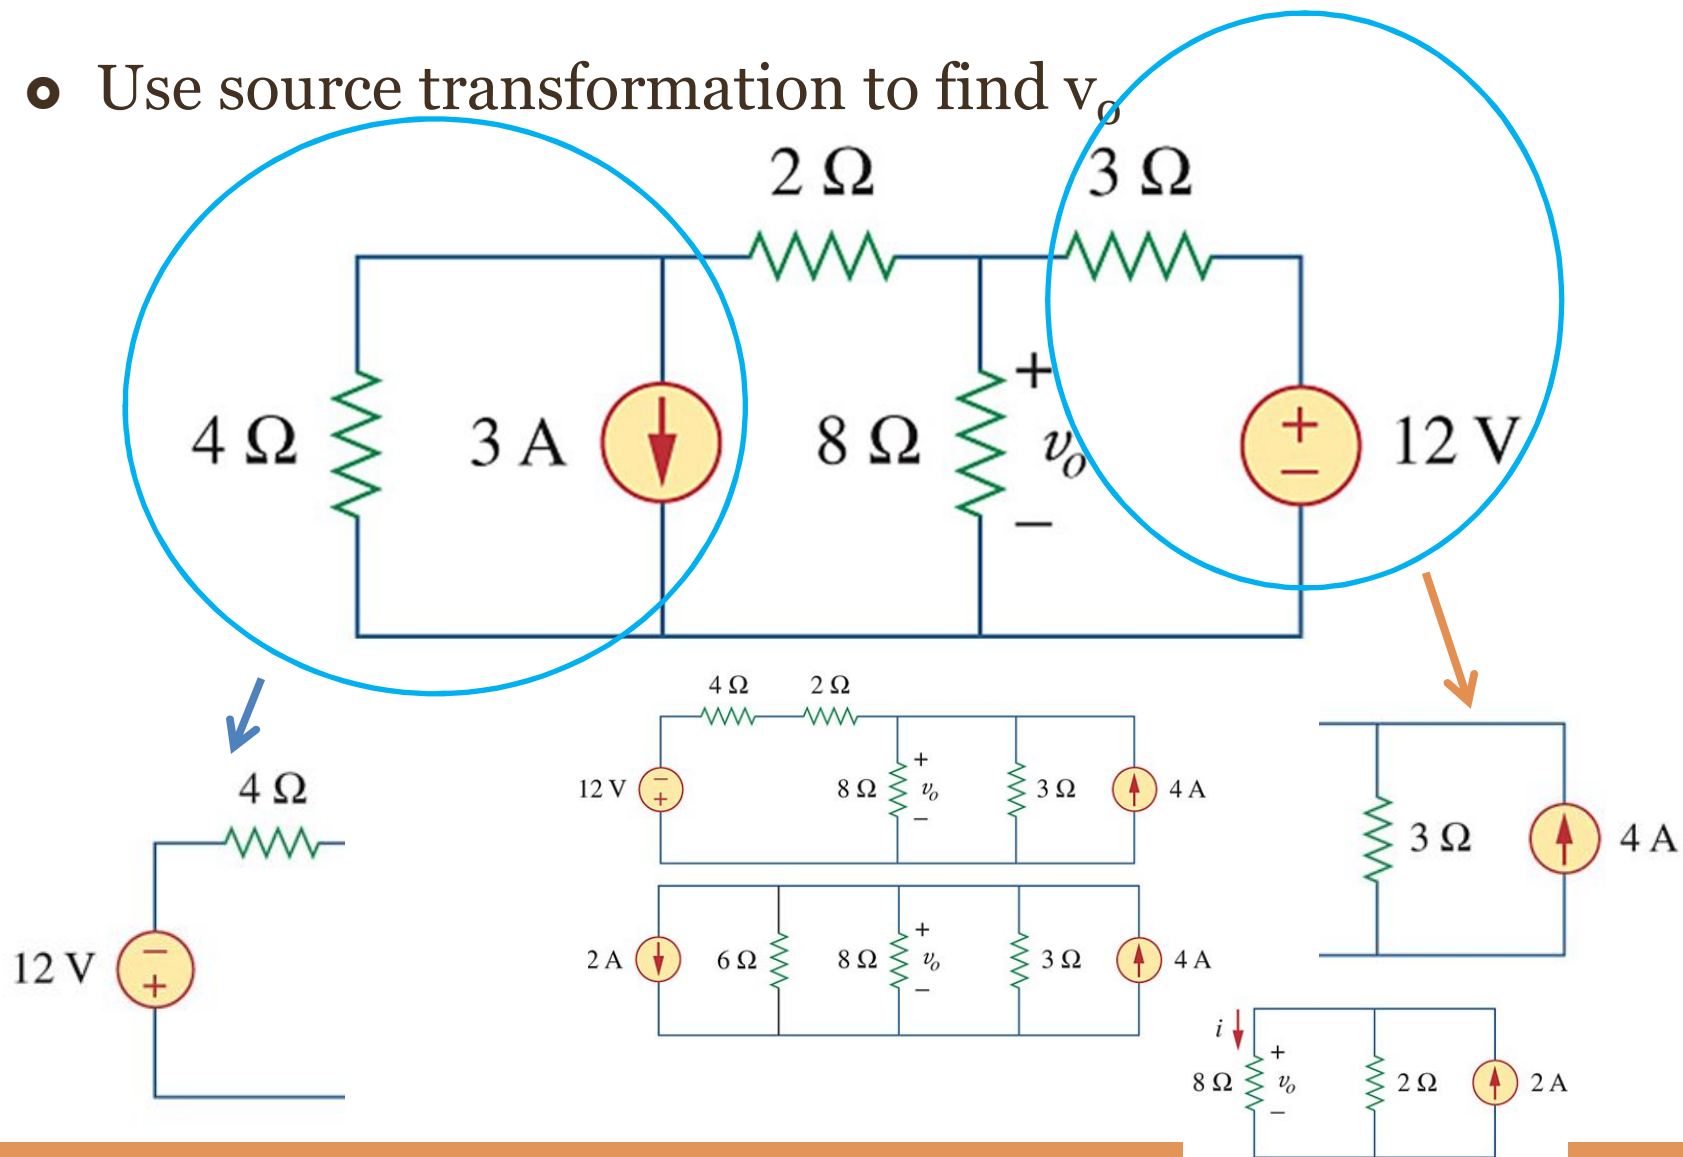 Use source transformation to find vₒ
2 Ω 3 Ω
+
4 Ω 3 A 8 Ω vₒ + − 12 V
−
4 Ω 2 Ω
12 V − + 8 Ω + vₒ − 3 Ω 4 A
4 Ω
12 V − +
3 Ω 4 A
2 A 6 Ω 8 Ω + vₒ − 3 Ω 4 A
i
8 Ω + vₒ − 2 Ω 2 A